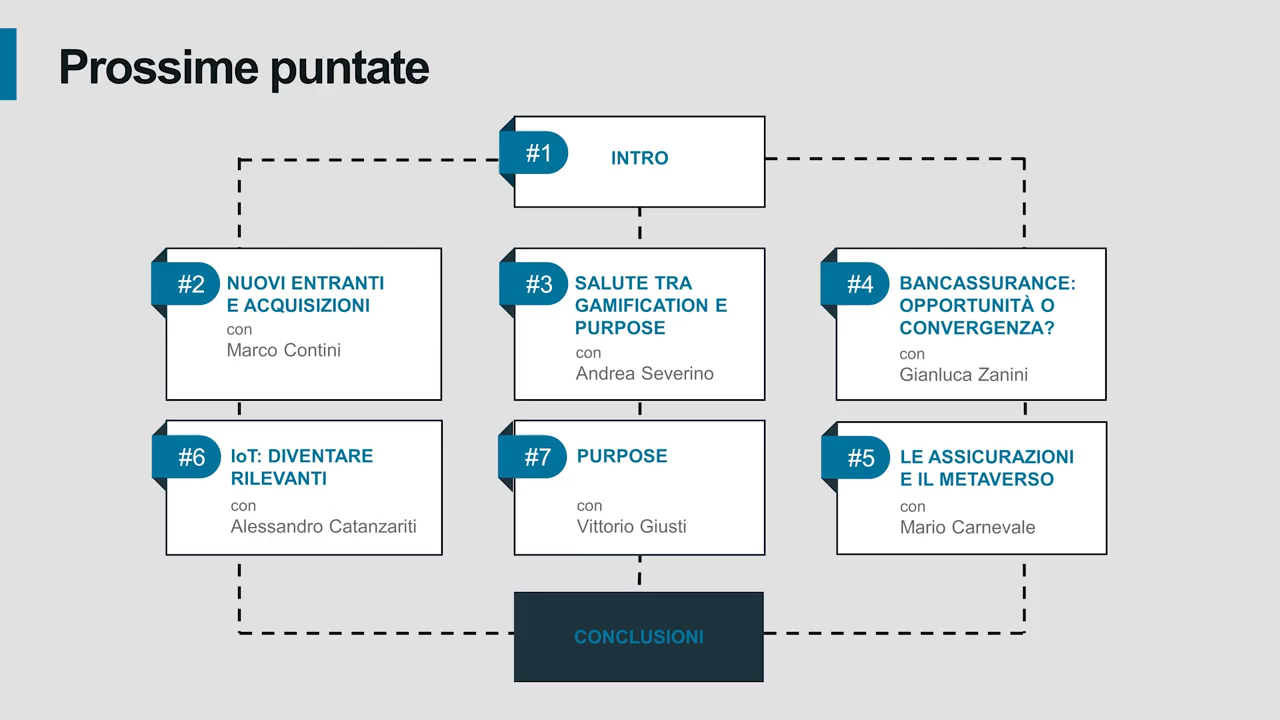 Prossime puntate
#1
INTRO
#2
NUOVI ENTRANTI
E ACQUISIZIONI
con
Marco Contini
#3
SALUTE TRA
GAMIFICATION E
PURPOSE
con
Andrea Severino
#4
BANCASSURANCE:
OPPORTUNITÀ O
CONVERGENZA?
con
Gianluca Zanini
#6
IoT: DIVENTARE
RILEVANTI
con
Alessandro Catanzariti
#7
PURPOSE
con
Vittorio Giusti
#5
LE ASSICURAZIONI
E IL METAVERSO
con
Mario Carnevale
CONCLUSIONI